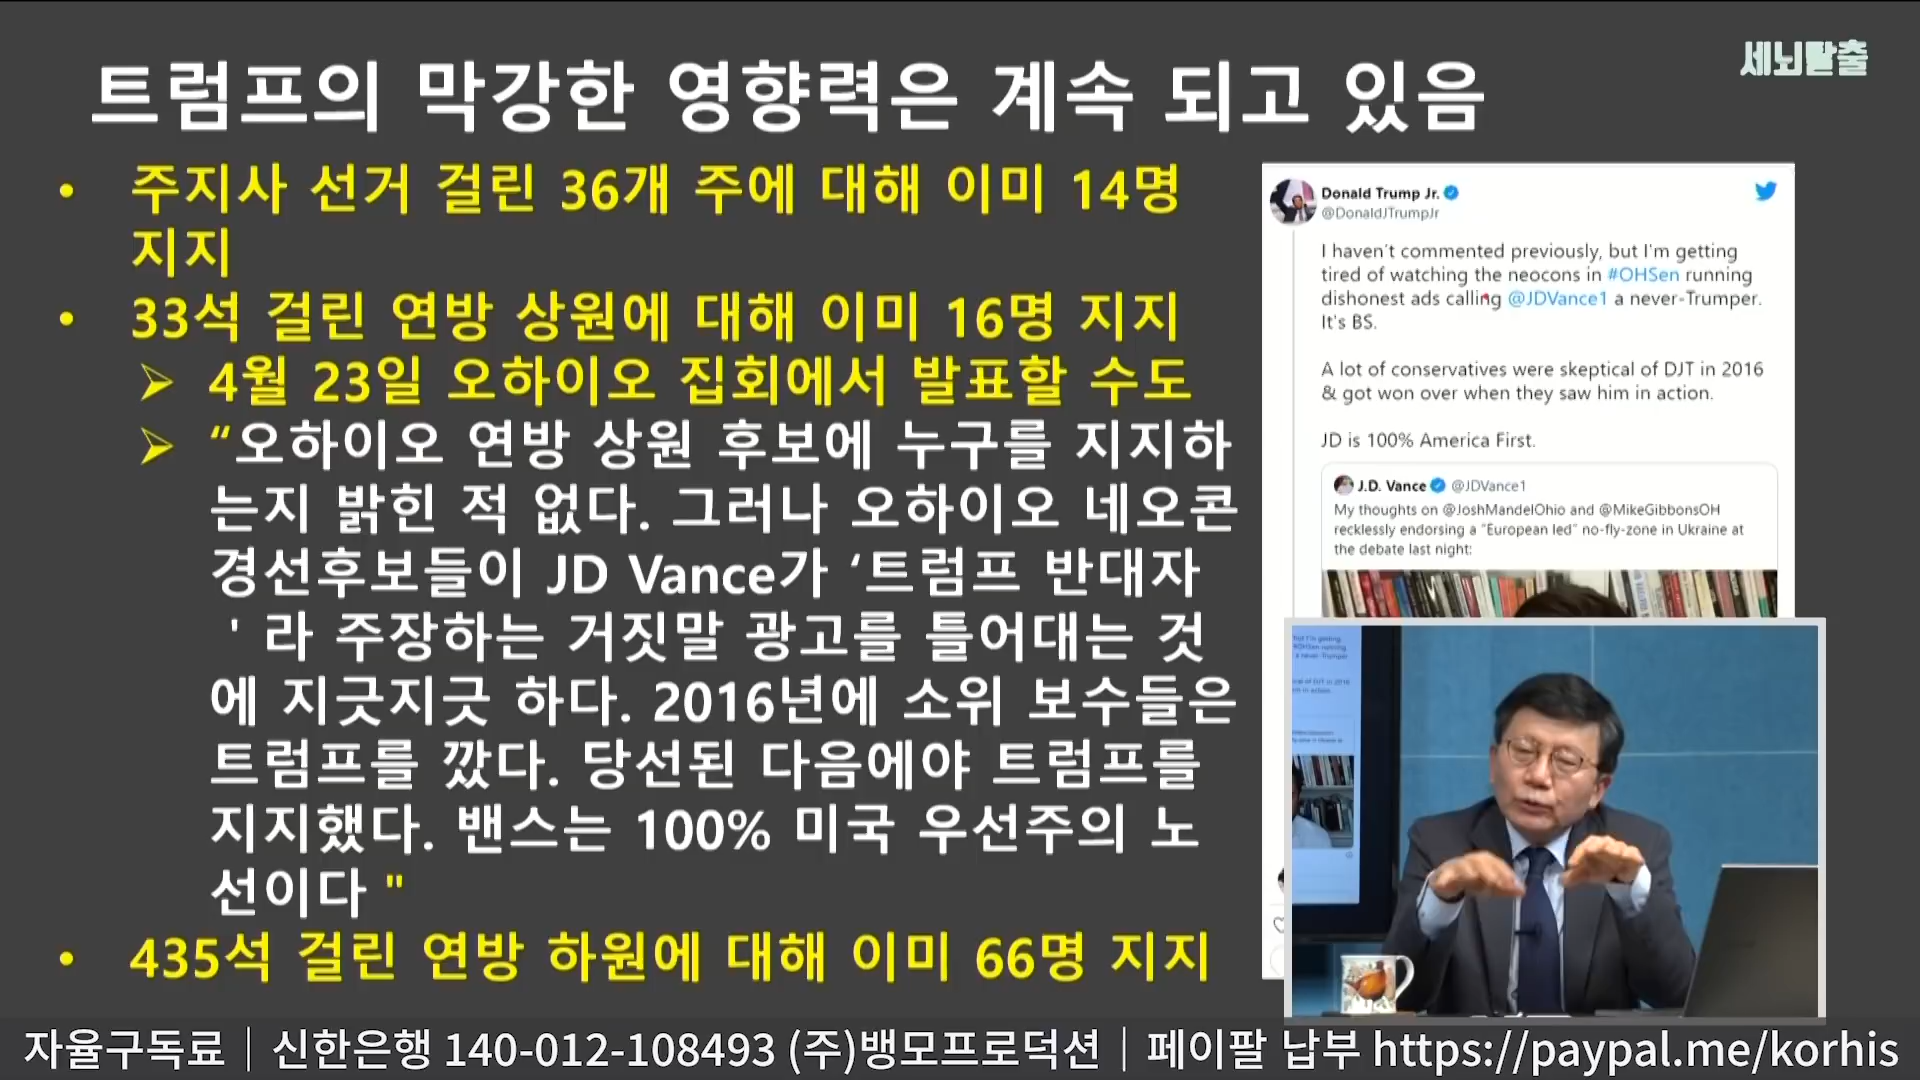 트럼프의 막강한 영향력은 계속 되고 있음
세뇌탈출
• 주지사 선거 걸린 36개 주에 대해 이미 14명
지지
• 33석 걸린 연방 상원에 대해 이미 16명 지지
➢ 4월 23일 오하이오 집회에서 발표할 수도
➢ “오하이오 연방 상원 후보에 누구를 지지하
는지 밝힌 적 없다. 그러나 오하이오 네오콘
경선후보들이 JD Vance가 ‘트럼프 반대자
' 라 주장하는 거짓말 광고를 틀어대는 것
에 지긋지긋 하다. 2016년에 소위 보수들은
트럼프를 깠다. 당선된 다음에야 트럼프를
지지했다. 밴스는 100% 미국 우선주의 노
선이다 "
• 435석 걸린 연방 하원에 대해 이미 66명 지지
Donald Trump Jr.
@DonaldJTrumpJr
I haven't commented previously, but I'm getting
tired of watching the neocons in #OHSen running
dishonest ads calling @JDVance1 a never-Trumper.
It's BS.
A lot of conservatives were skeptical of DJT in 2016
& got won over when they saw him in action.
JD is 100% America First.
J.D. Vance @JDVance1
My thoughts on @JoshMandelOhio and @MikeGibbonsOH
recklessly endorsing a "European led" no-fly-zone in Ukraine at
the debate last night:
자율구독료 | 신한은행 140-012-108493 (주)뱅모프로덕션 | 페이팔 납부 https://paypal.me/korhis